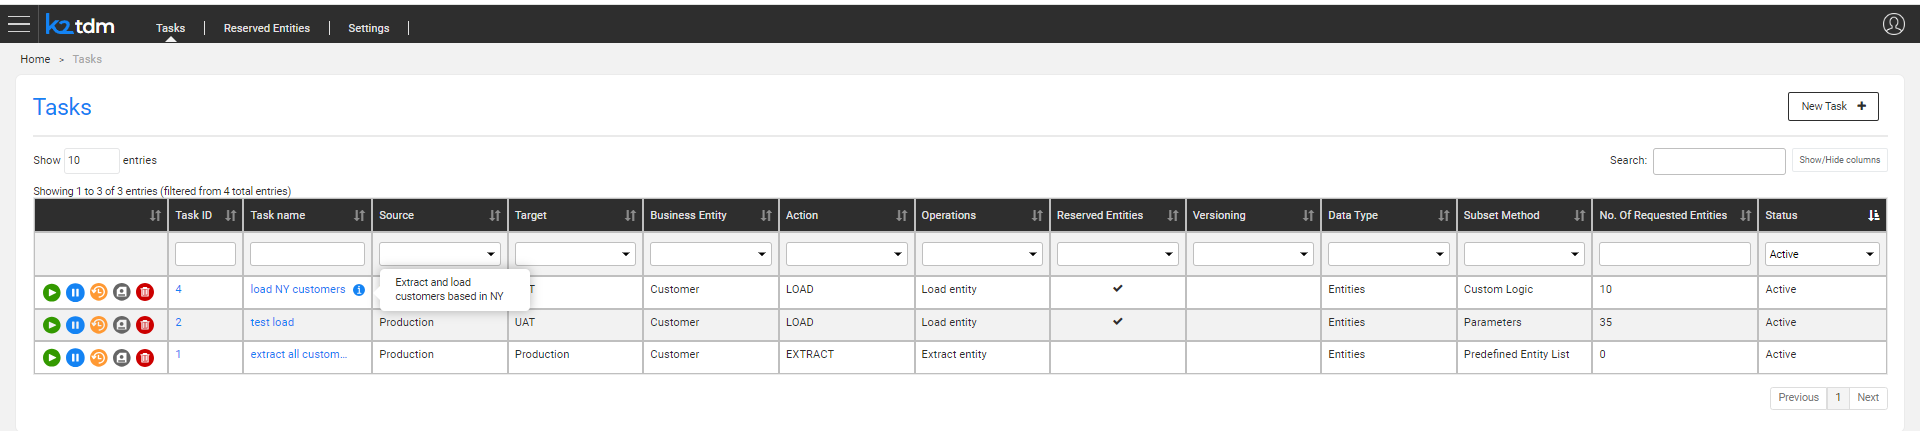 k2tdm Tasks Reserved Entities Settings
Home > Tasks
Tasks
New Task +
Show 10 entries
Search: Show/Hide columns
Showing 1 to 3 of 3 entries (filtered from 4 total entries)
Task ID Task name Source Target Business Entity Action Operations Reserved Entities Versioning Data Type Subset Method No. Of Requested Entities Status
Active
4 load NY customers Customer LOAD Load entity ✔ Entities Custom Logic 10 Active
Extract and load
customers based in NY
2 test load Production UAT Customer LOAD Load entity ✔ Entities Parameters 35 Active
1 extract all custom... Production Production Customer EXTRACT Extract entity Entities Predefined Entity List 0 Active
Previous 1 Next